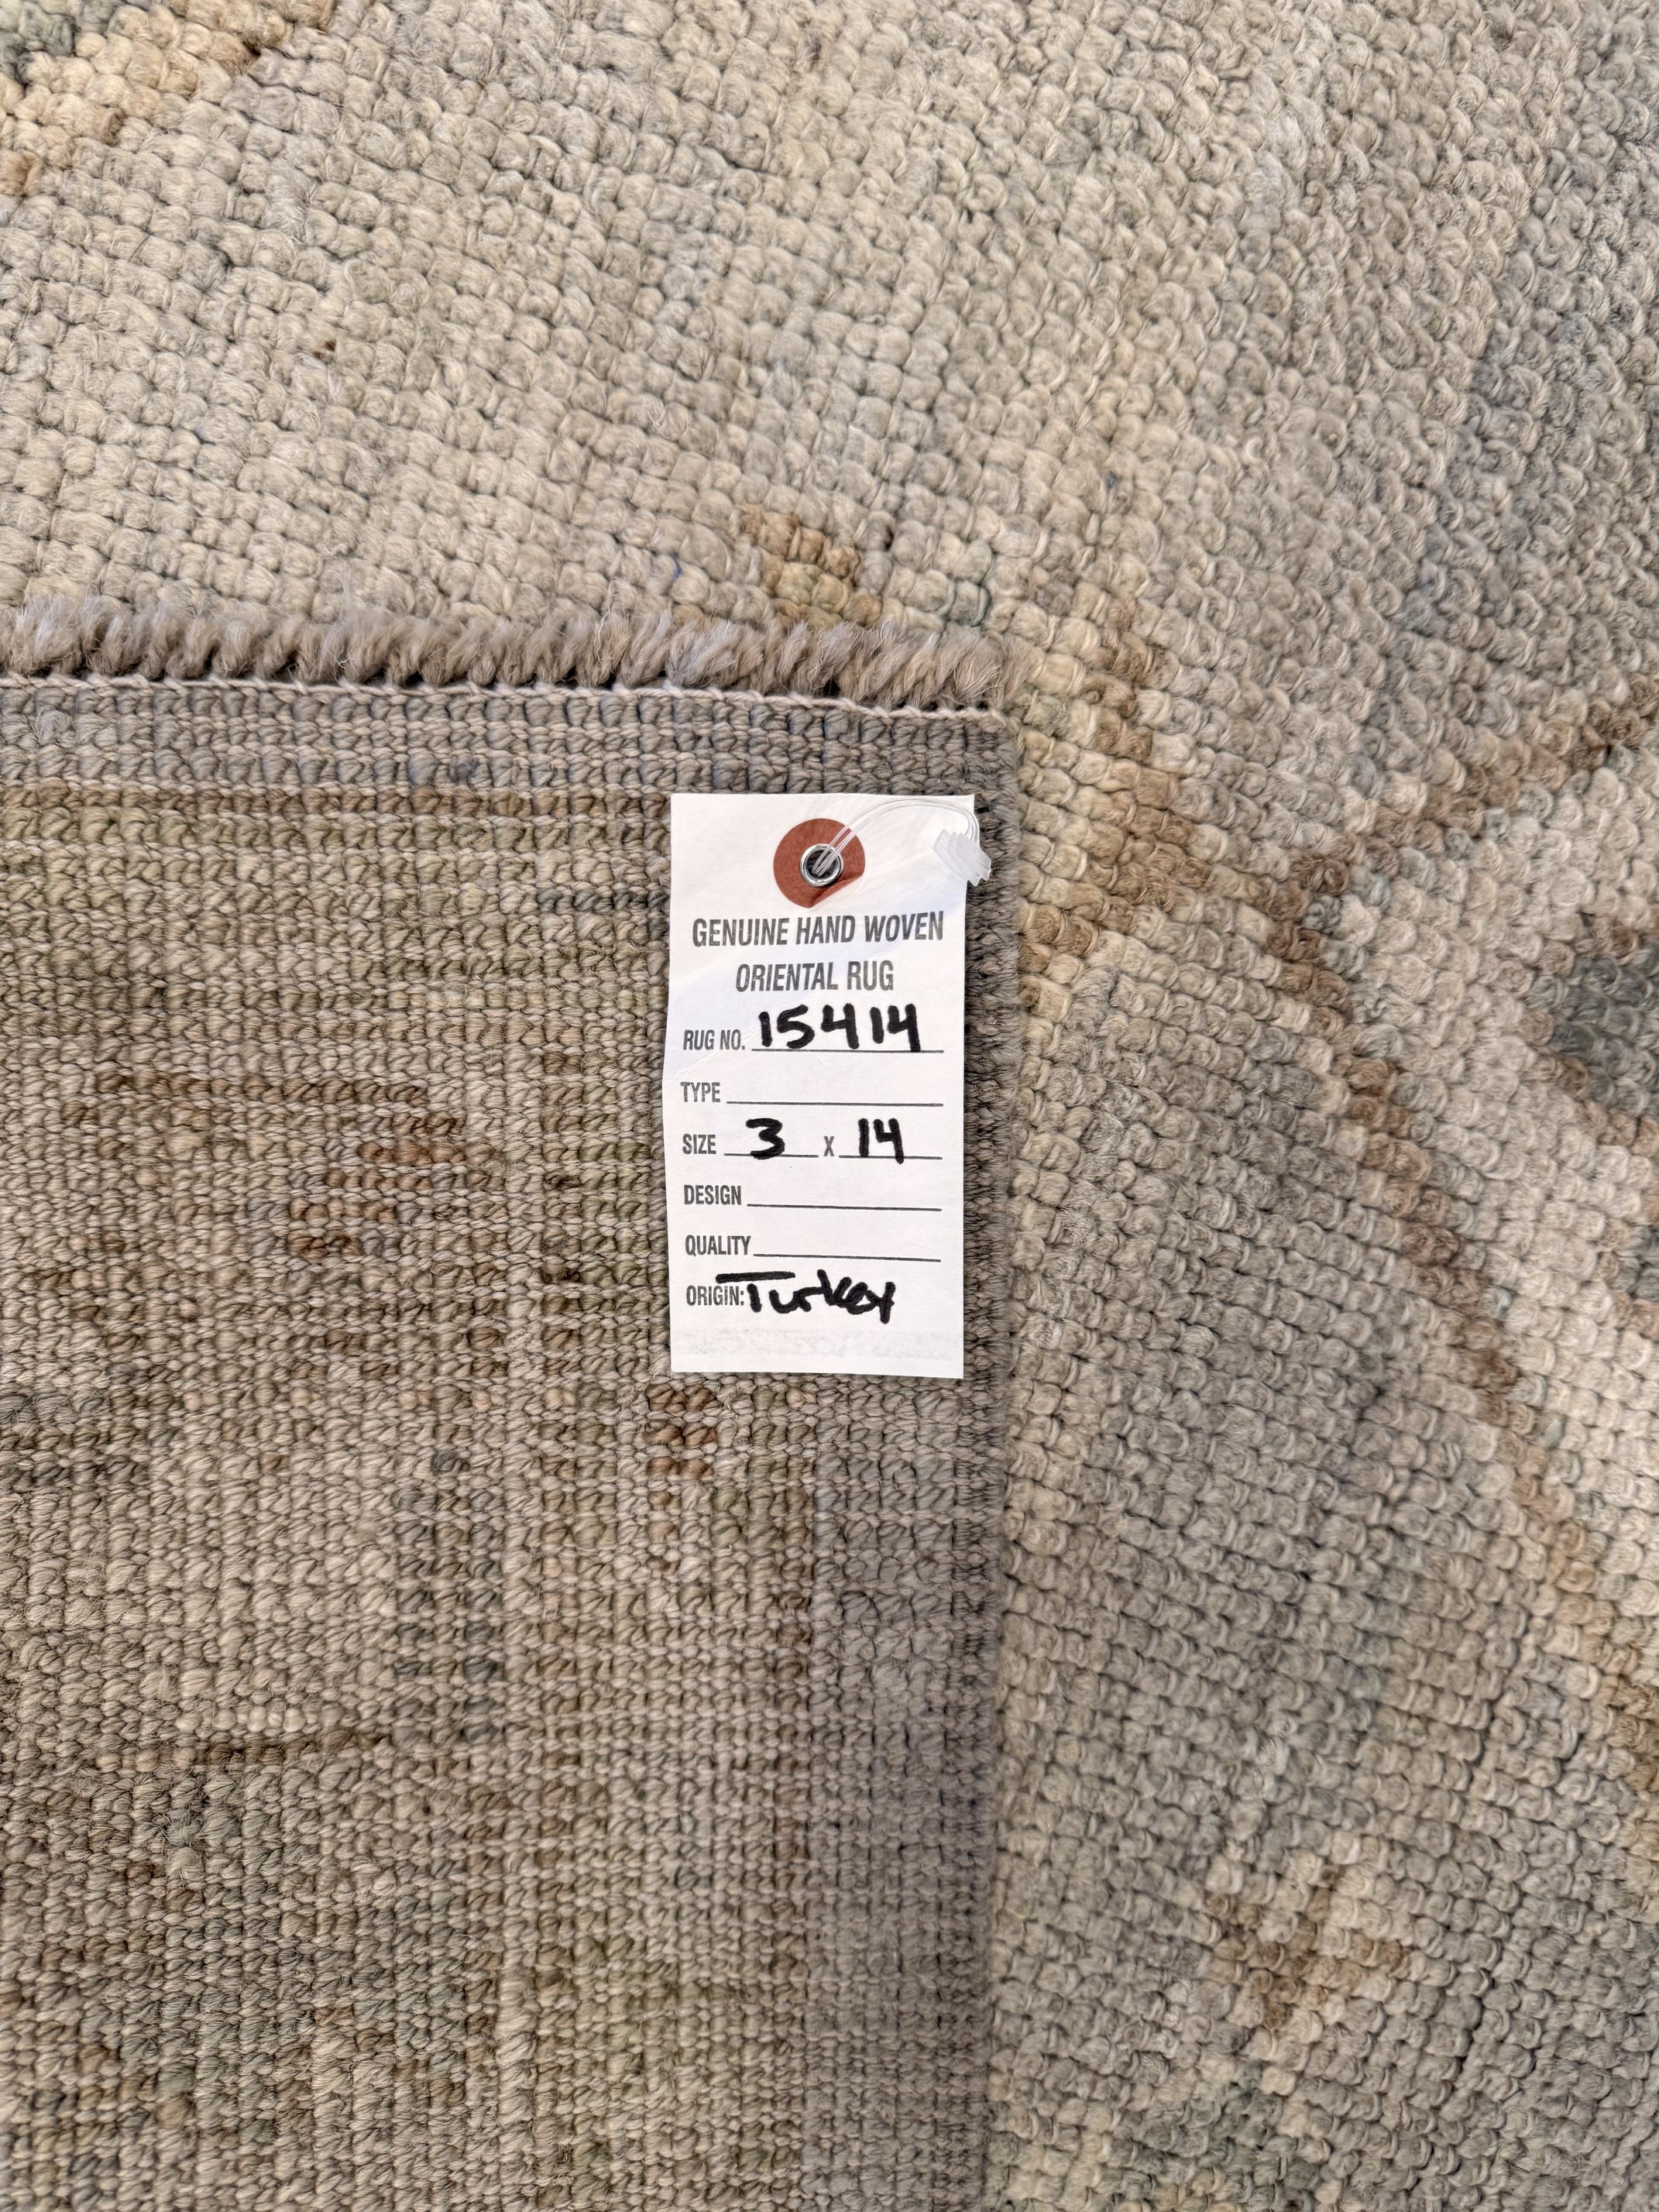 GENUINE HAND WOVEN
ORIENTAL RUG
RUG NO. 15414
TYPE
SIZE 3 X 14
DESIGN
QUALITY
ORIGIN: Turkey